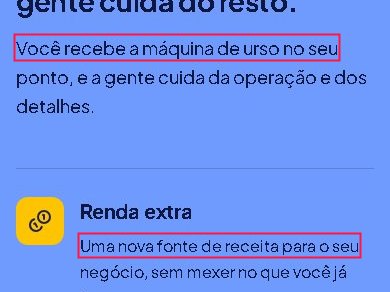 gente cuida do resto.
Você recebe a máquina de urso no seu
ponto, e a gente cuida da operação e dos
detalhes.
Renda extra
Uma nova fonte de receita para o seu
negócio, sem mexer no que você já